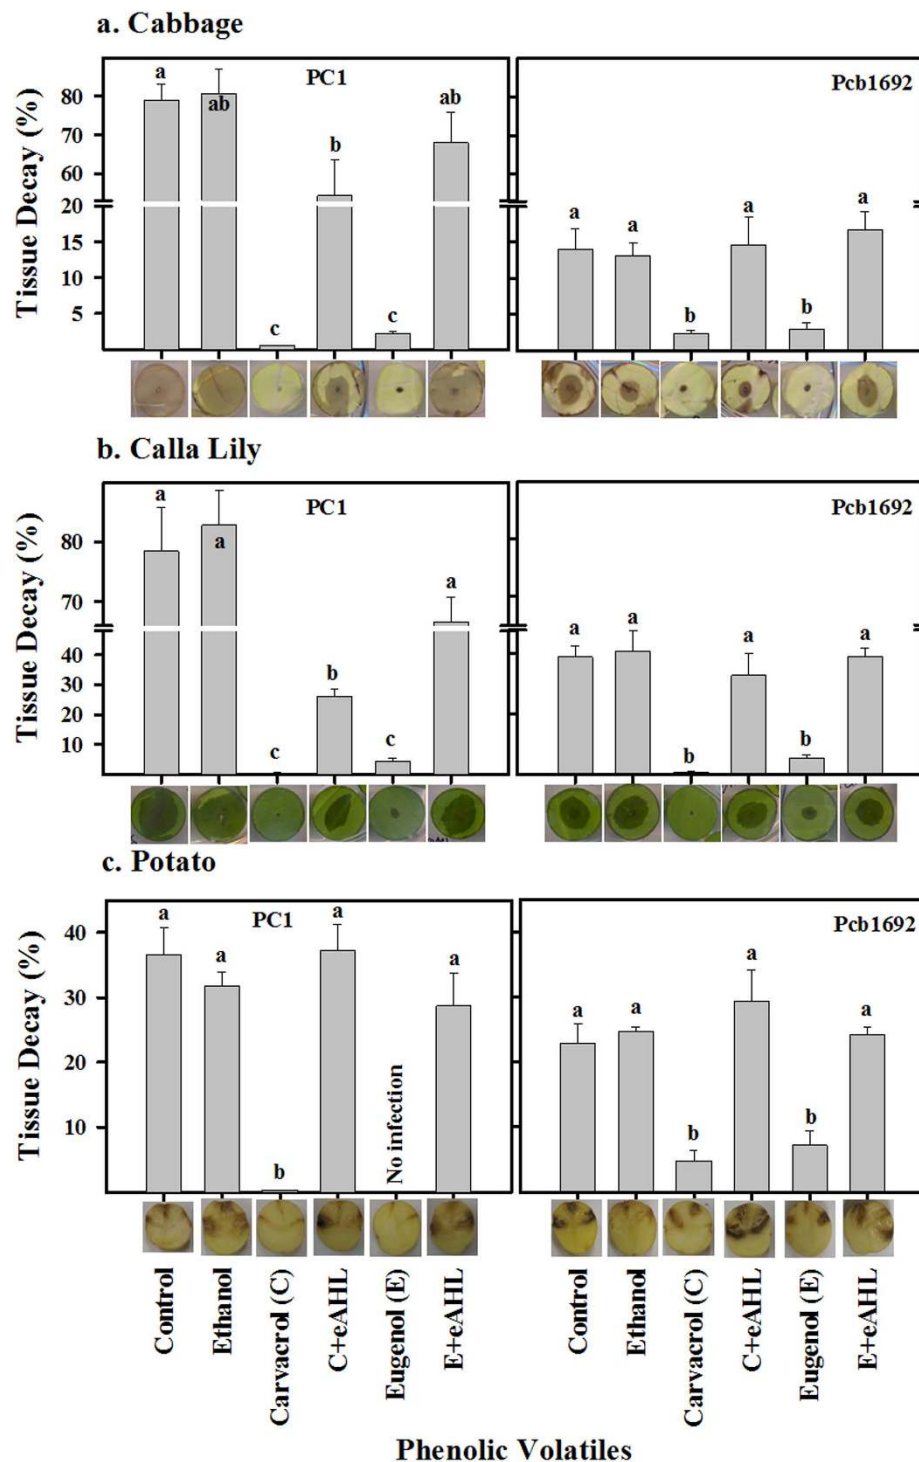 a. Cabbage
PC1
Pcb1692
Tissue Decay (%)
80
70
60
20
15
10
5
a
ab
c
b
c
ab
a
a
b
a
b
a
b. Calla Lily
PC1
Pcb1692
Tissue Decay (%)
80
70
40
30
20
10
a
a
c
b
c
a
a
a
b
a
b
a
c. Potato
PC1
Pcb1692
Tissue Decay (%)
40
30
20
10
a
a
b
a
No infection
a
a
a
b
a
b
a
Control
Ethanol
Carvacrol (C)
C+eAHL
Eugenol (E)
E+eAHL
Control
Ethanol
Carvacrol (C)
C+eAHL
Eugenol (E)
E+eAHL
Phenolic Volatiles